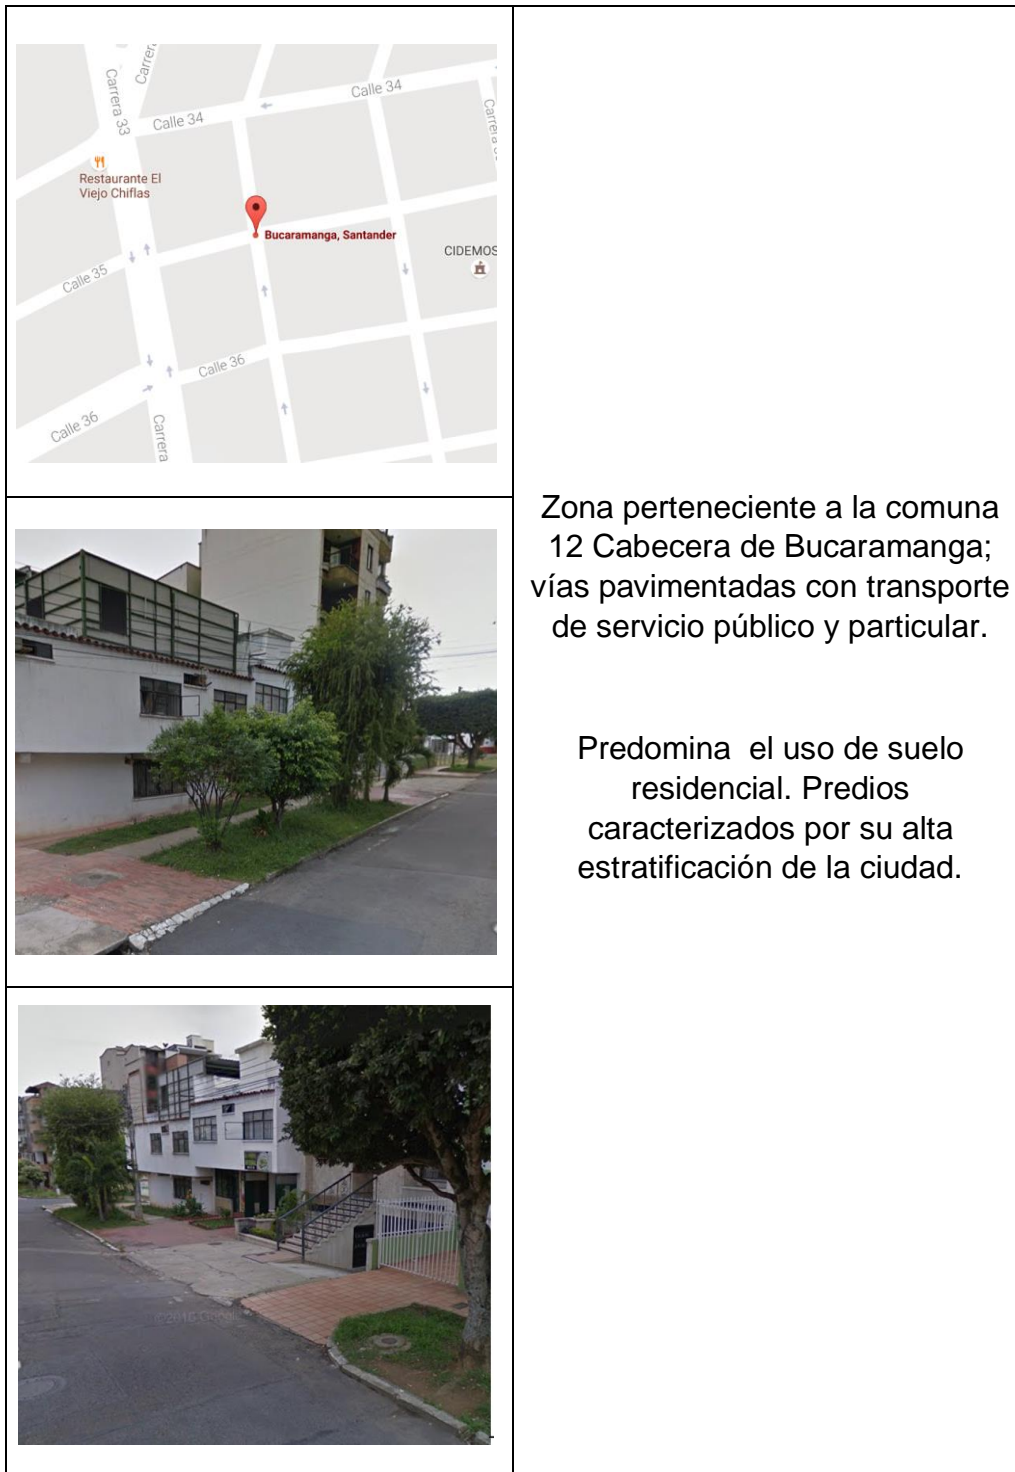 Carrera
Carrera 33
Calle 34
Calle 34
Restaurante El
Viejo Chiflas
Bucaramanga, Santander
CIDEMOS
Calle 35
Calle 36
Calle 36
Carrera
Zona perteneciente a la comuna
12 Cabecera de Bucaramanga;
vías pavimentadas con transporte
de servicio público y particular.
Predomina el uso de suelo
residencial. Predios
caracterizados por su alta
estratificación de la ciudad.